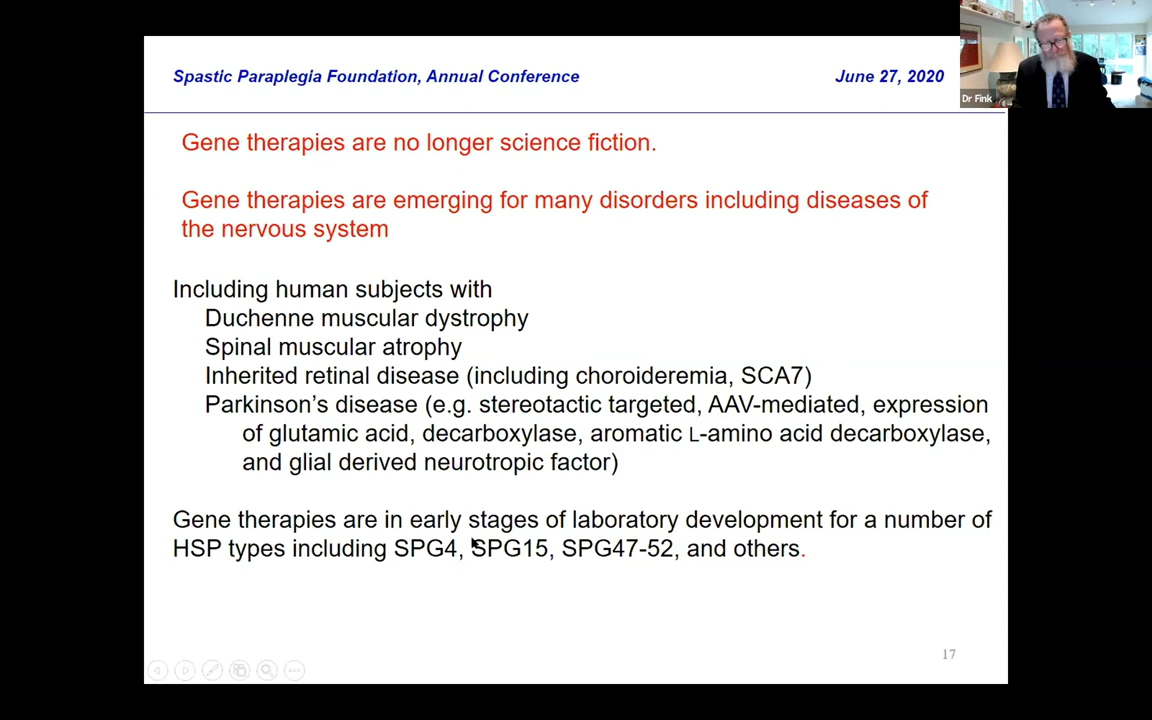 Spastic Paraplegia Foundation, Annual Conference June 27, 2020
Dr Fink
Gene therapies are no longer science fiction.
Gene therapies are emerging for many disorders including diseases of
the nervous system
Including human subjects with
Duchenne muscular dystrophy
Spinal muscular atrophy
Inherited retinal disease (including choroideremia, SCA7)
Parkinson’s disease (e.g. stereotactic targeted, AAV-mediated, expression
of glutamic acid, decarboxylase, aromatic L-amino acid decarboxylase,
and glial derived neurotropic factor)
Gene therapies are in early stages of laboratory development for a number of
HSP types including SPG4, SPG15, SPG47-52, and others.
17